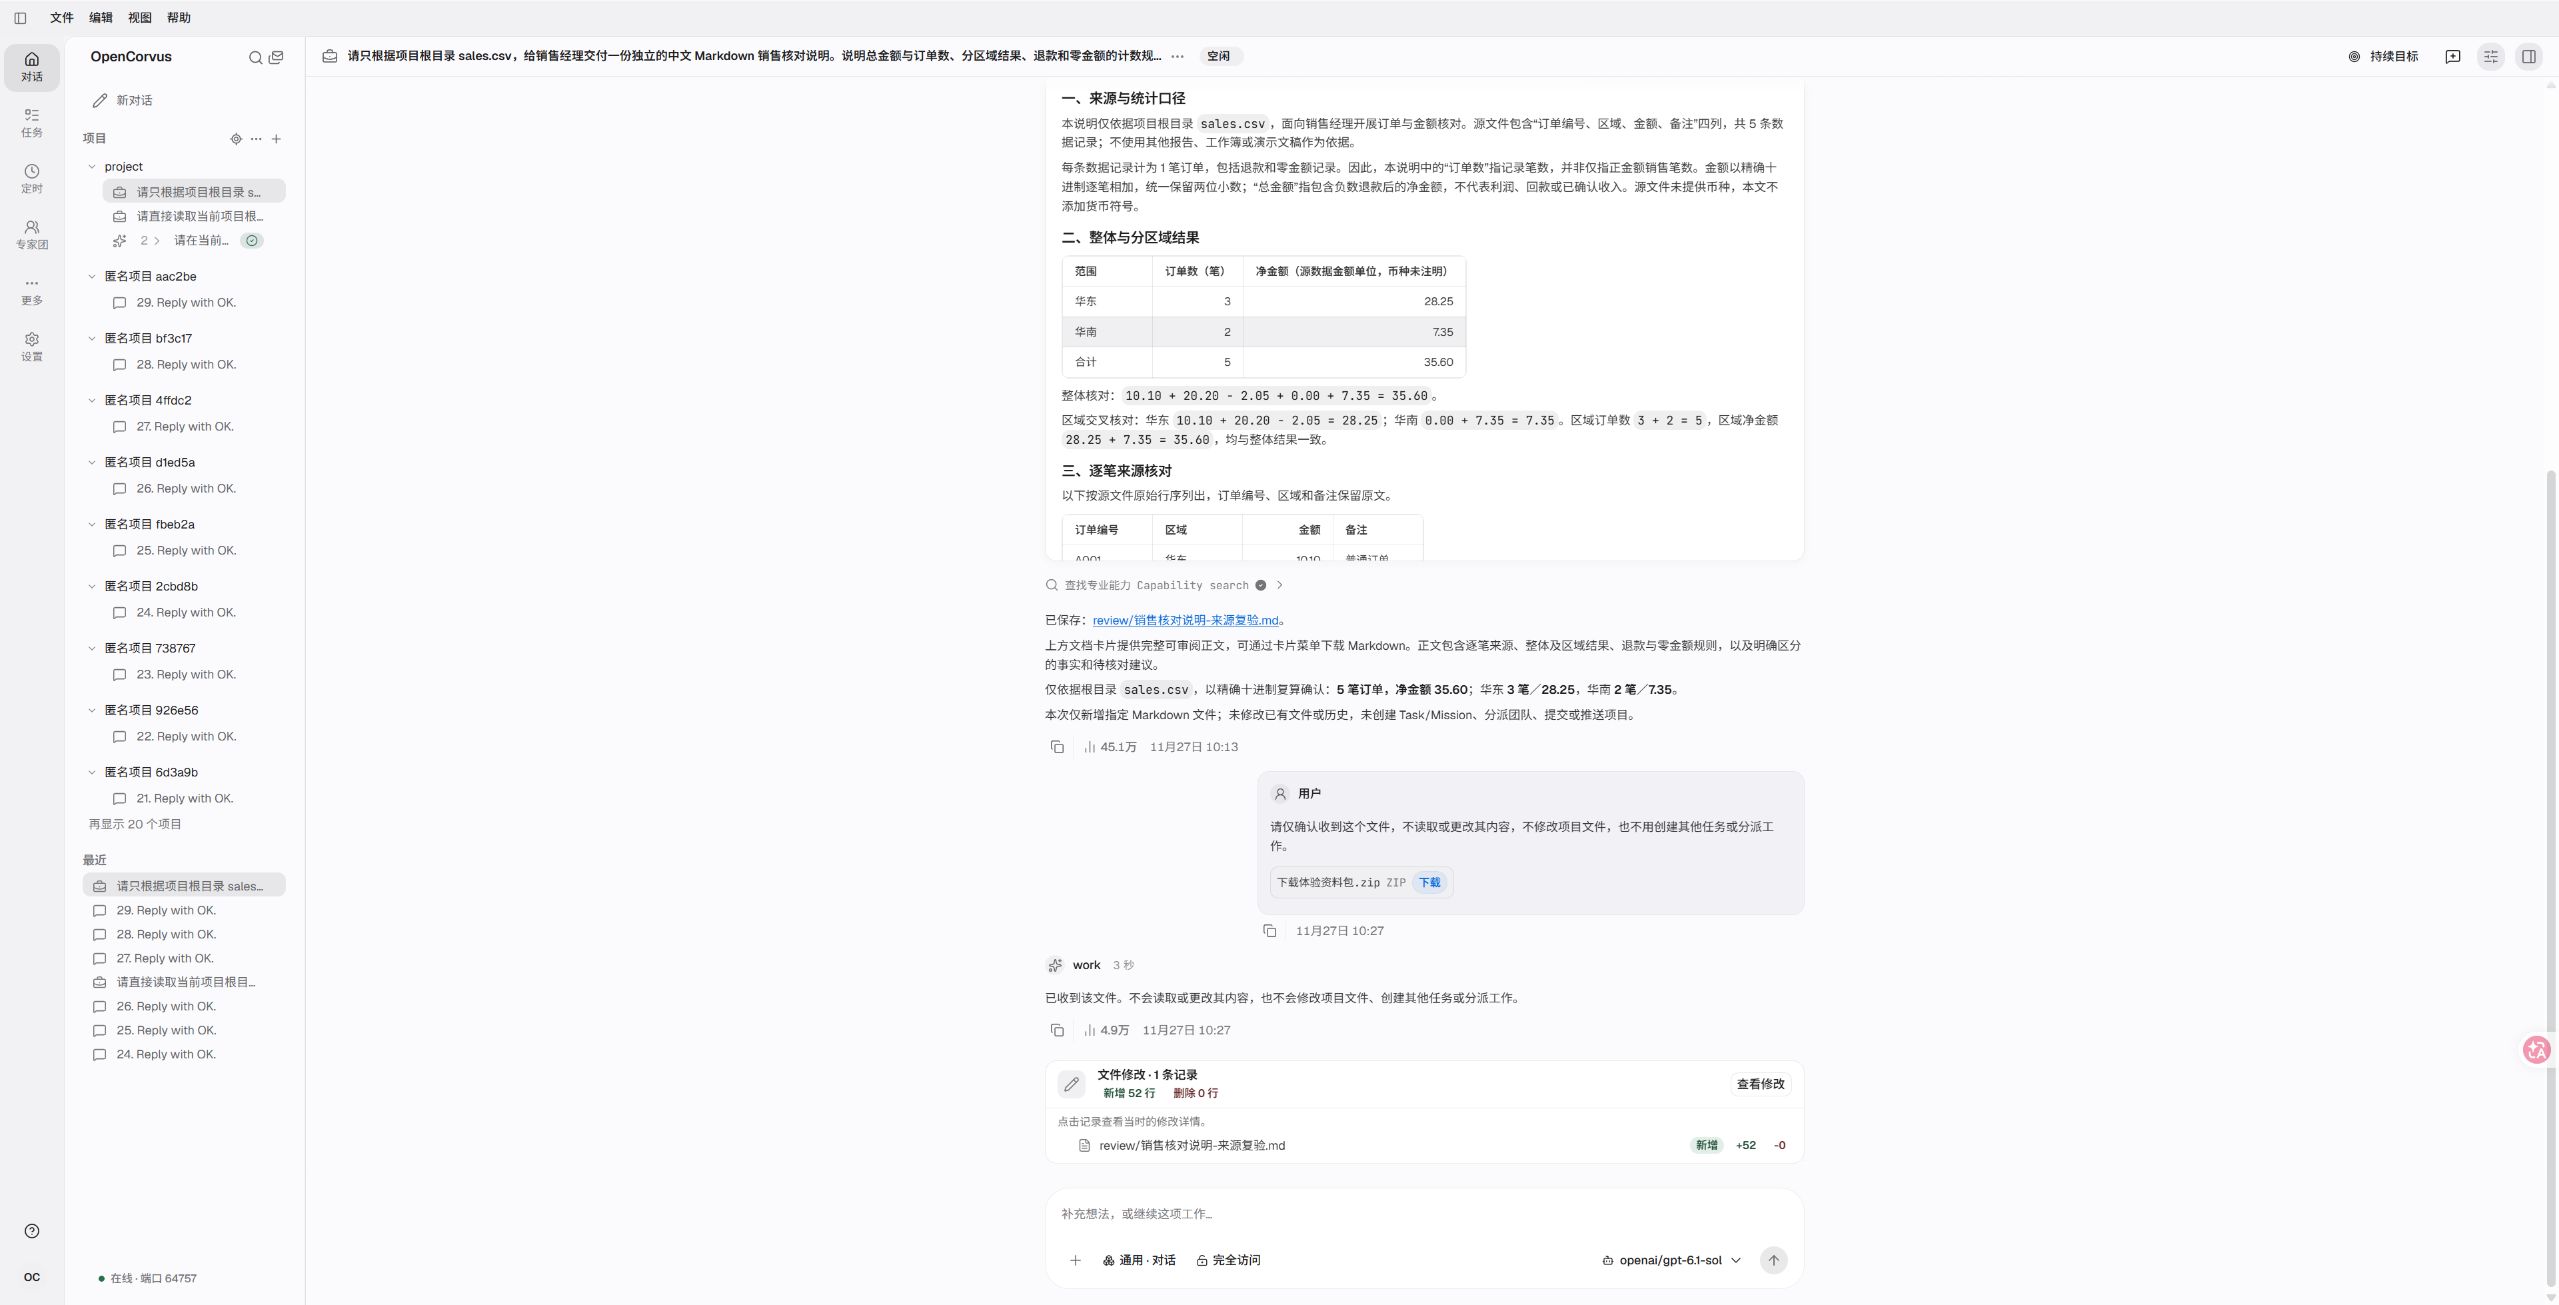 文件 编辑 视图 帮助
对话
任务
定时
专家团
更多
设置
OC
OpenCorvus
新对话
项目
project
请只根据项目根目录 s...
请直接读取当前项目根...
2 请在当前...
匿名项目 aac2be
29. Reply with OK.
匿名项目 bf3c17
28. Reply with OK.
匿名项目 4ffdc2
27. Reply with OK.
匿名项目 d1ed5a
26. Reply with OK.
匿名项目 fbeb2a
25. Reply with OK.
匿名项目 2cbd8b
24. Reply with OK.
匿名项目 738767
23. Reply with OK.
匿名项目 926e56
22. Reply with OK.
匿名项目 6d3a9b
21. Reply with OK.
再显示 20 个项目
最近
请只根据项目根目录 sales...
29. Reply with OK.
28. Reply with OK.
27. Reply with OK.
请直接读取当前项目根目...
26. Reply with OK.
25. Reply with OK.
24. Reply with OK.
在线 · 端口 64757
请只根据项目根目录 sales.csv，给销售经理交付一份独立的中文 Markdown 销售核对说明。说明总金额与订单数、分区域结果、退款和零金额的计数规... ··· 空闲
持续目标
一、来源与统计口径
本说明仅依据项目根目录 sales.csv，面向销售经理开展订单与金额核对。源文件包含“订单编号、区域、金额、备注”四列，共 5 条数
据记录；不使用其他报告、工作簿或演示文稿作为依据。
每条数据记录计为 1 笔订单，包括退款和零金额记录。因此，本说明中的“订单数”指记录笔数，并非仅指正金额销售笔数。金额以精确十
进制逐笔相加，统一保留两位小数；“总金额”指包含负数退款后的净金额，不代表利润、回款或已确认收入。源文件未提供币种，本文不
添加货币符号。
二、整体与分区域结果
范围 订单数（笔） 净金额（源数据金额单位，币种未注明）
华东 3 28.25
华南 2 7.35
合计 5 35.60
整体核对： 10.10 + 20.20 - 2.05 + 0.00 + 7.35 = 35.60。
区域交叉核对：华东 10.10 + 20.20 - 2.05 = 28.25；华南 0.00 + 7.35 = 7.35。区域订单数 3 + 2 = 5，区域净金额
28.25 + 7.35 = 35.60，均与整体结果一致。
三、逐笔来源核对
以下按源文件原始行序列出，订单编号、区域和备注保留原文。
订单编号 区域 金额 备注
A001 华东 10.10 普通订单
查找专业能力 Capability search
已保存：review/销售核对说明-来源复验.md。
上方文档卡片提供完整可审阅正文，可通过卡片菜单下载 Markdown。正文包含逐笔来源、整体及区域结果、退款与零金额规则，以及明确区分
的事实和待核对建议。
仅依据根目录 sales.csv，以精确十进制复算确认：5 笔订单，净金额 35.60；华东 3 笔／28.25，华南 2 笔／7.35。
本次仅新增指定 Markdown 文件；未修改已有文件或历史，未创建 Task/Mission、分派团队、提交或推送项目。
45.1万 11月27日 10:13
用户
请仅确认收到这个文件，不读取或更改其内容，不修改项目文件，也不用创建其他任务或分派工
作。
下载体验资料包.zip ZIP 下载
11月27日 10:27
work 3 秒
已收到该文件。不会读取或更改其内容，也不会修改项目文件、创建其他任务或分派工作。
4.9万 11月27日 10:27
文件修改 · 1 条记录
新增 52 行 删除 0 行
查看修改
点击记录查看当时的修改详情。
review/销售核对说明-来源复验.md 新增 +52 -0
补充想法，或继续这项工作...
通用 · 对话 完全访问 openai/gpt-6.1-sol